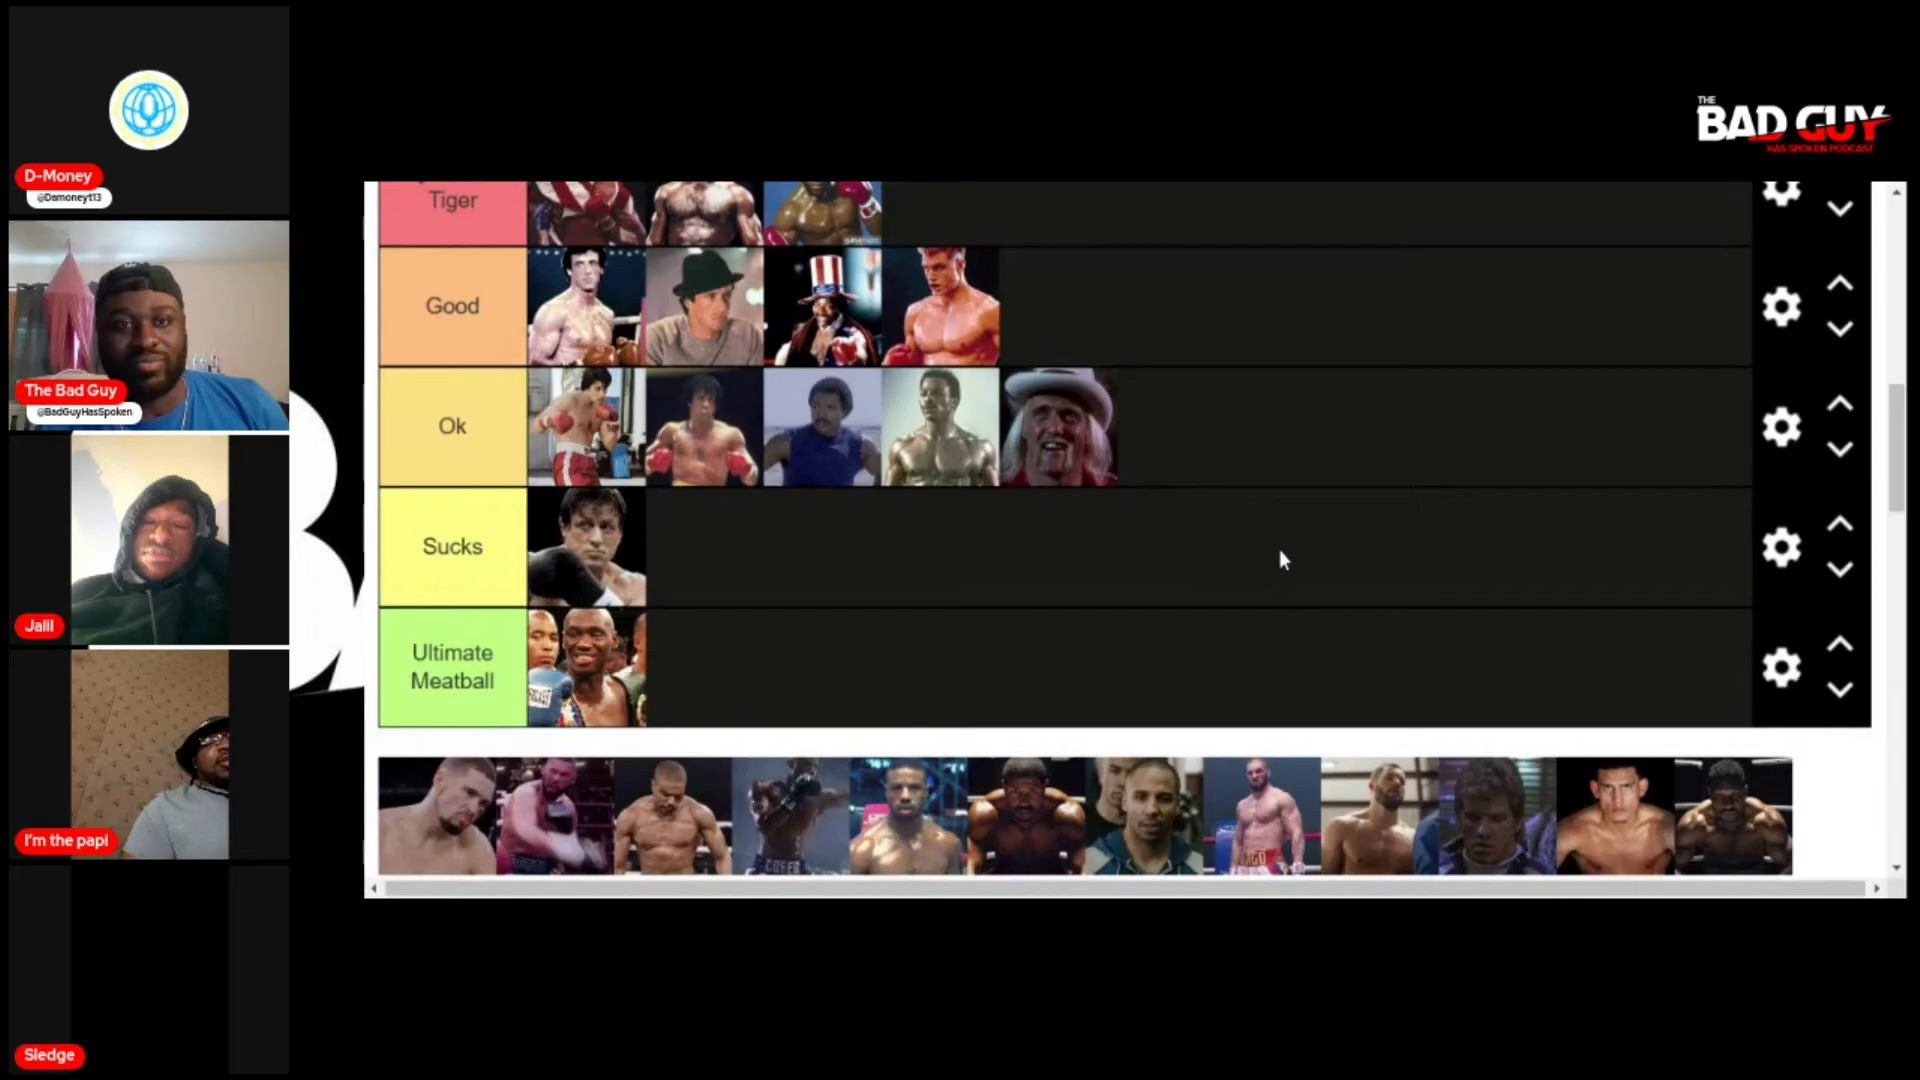 D-Money
@Damoneyt13
The Bad Guy
@BadGuyHasSpoken
Jalil
I'm the papi
Sledge
THE
BAD GUY
HAS SPOKEN PODCAST
Tiger
Good
Ok
Sucks
Ultimate
Meatball
CREED